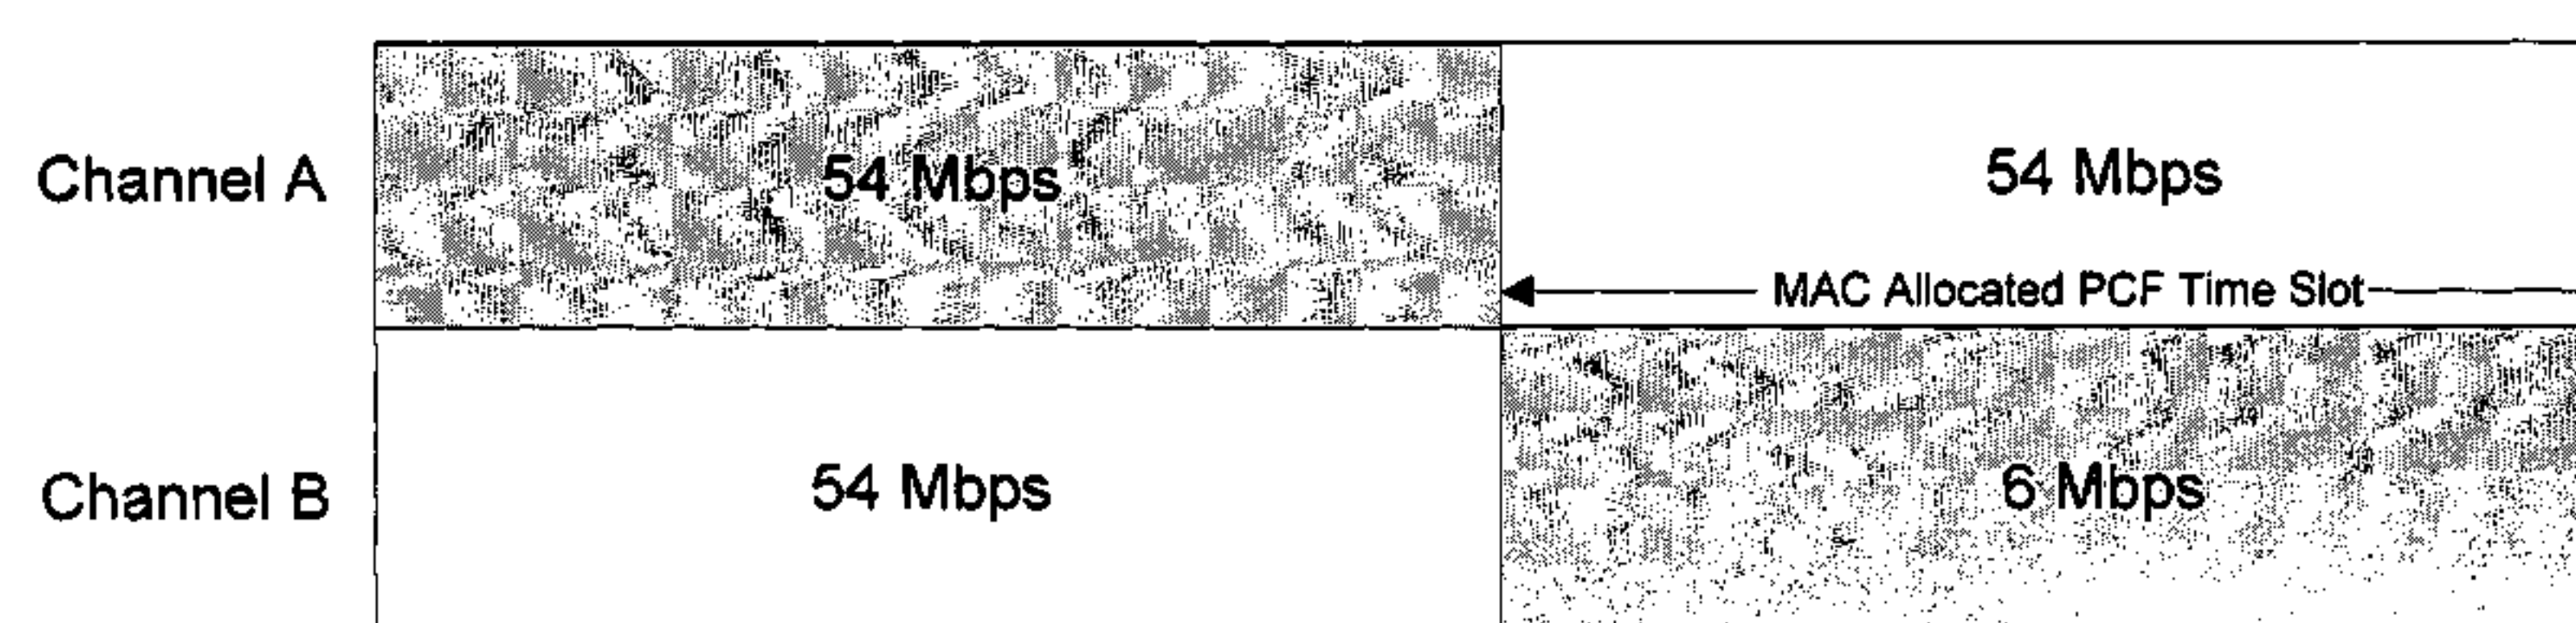 54 Mbps
Channel A
54 Mbps
MAC Allocated PCF Time Slot
Channel B
54 Mbps
6 Mbps